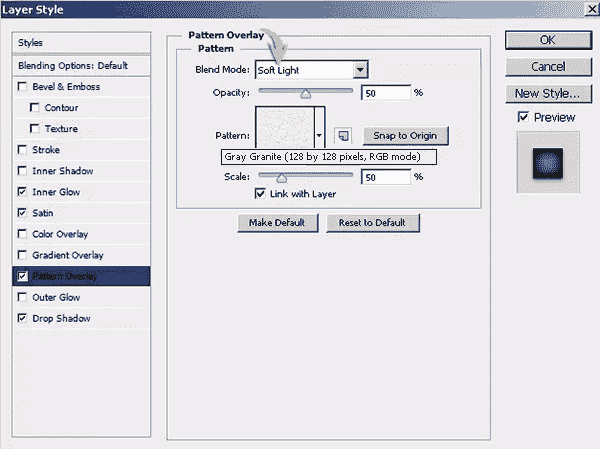 Layer Style
Styles
Blending Options: Default
Bevel & Emboss
Contour
Texture
Stroke
Inner Shadow
Inner Glow
Satin
Color Overlay
Gradient Overlay
Pattern Overlay
Outer Glow
Drop Shadow
Pattern Overlay
Pattern
Blend Mode: Soft Light
Opacity: 50 %
Pattern: Snap to Origin
Gray Granite (128 by 128 pixels, RGB mode)
Scale: 50 %
Link with Layer
Make Default Reset to Default
OK
Cancel
New Style...
Preview